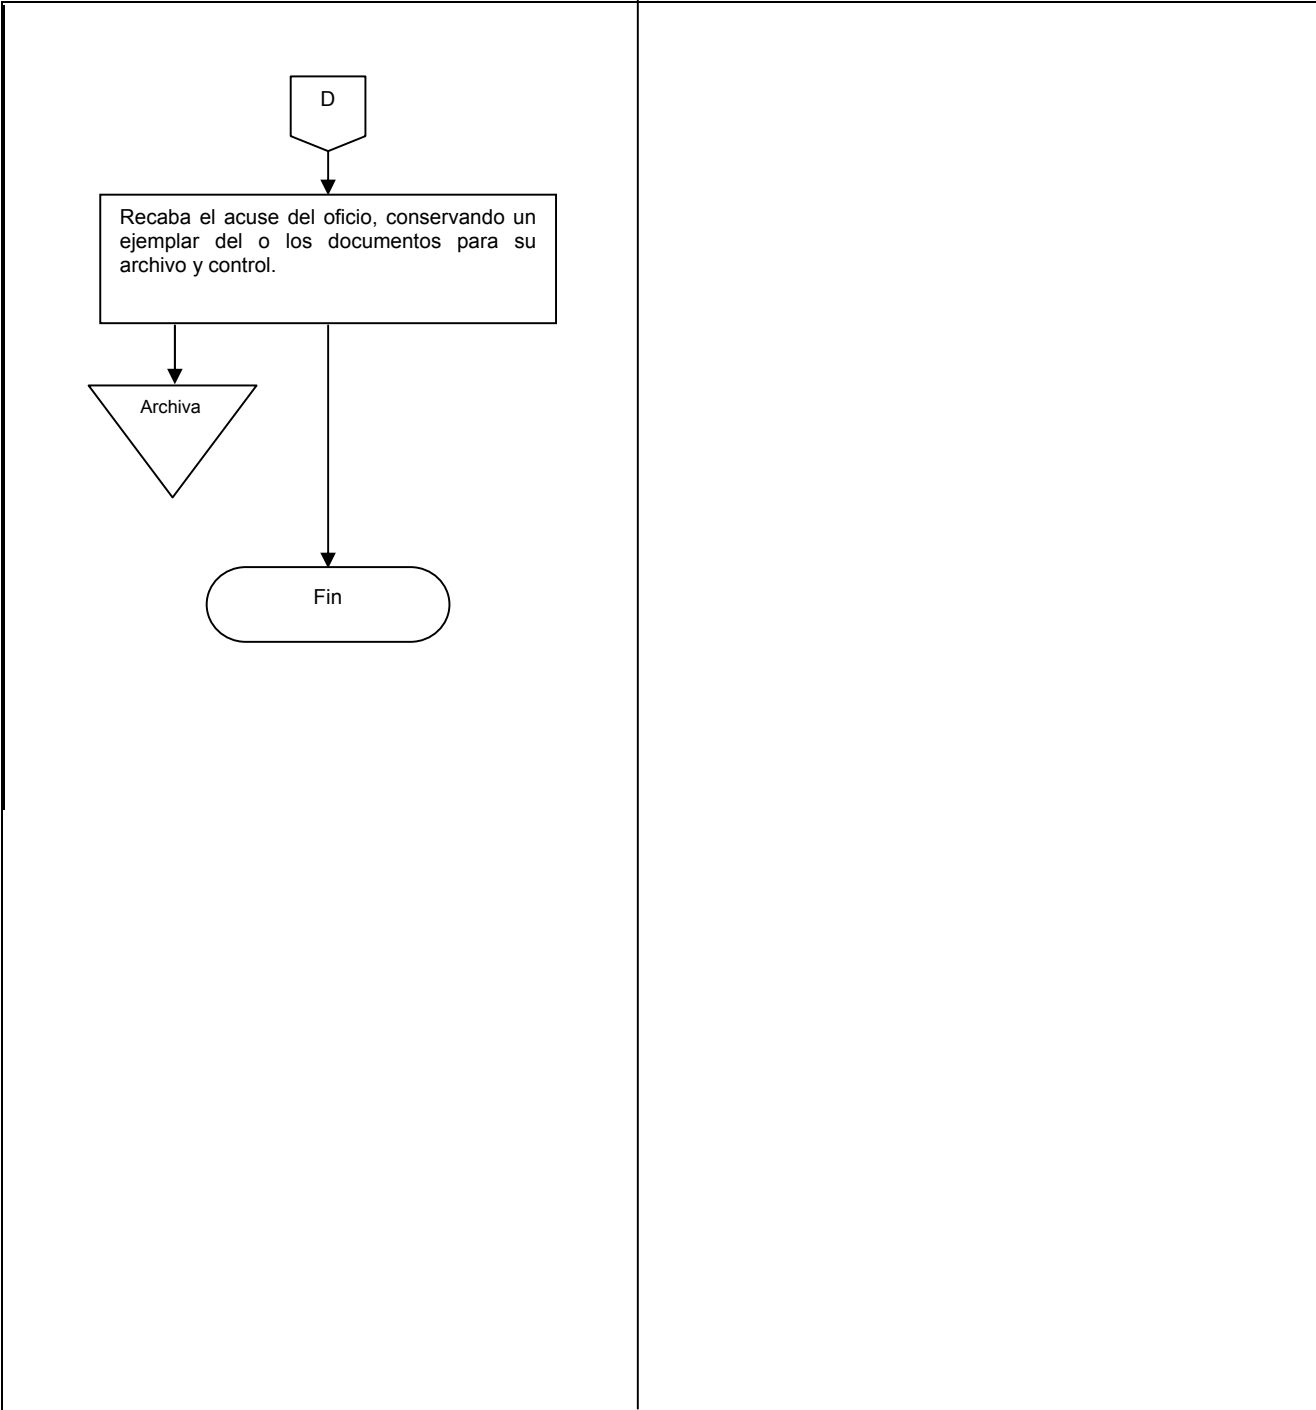 D
Recaba el acuse del oficio, conservando un
ejemplar del o los documentos para su
archivo y control.
Archiva
Fin